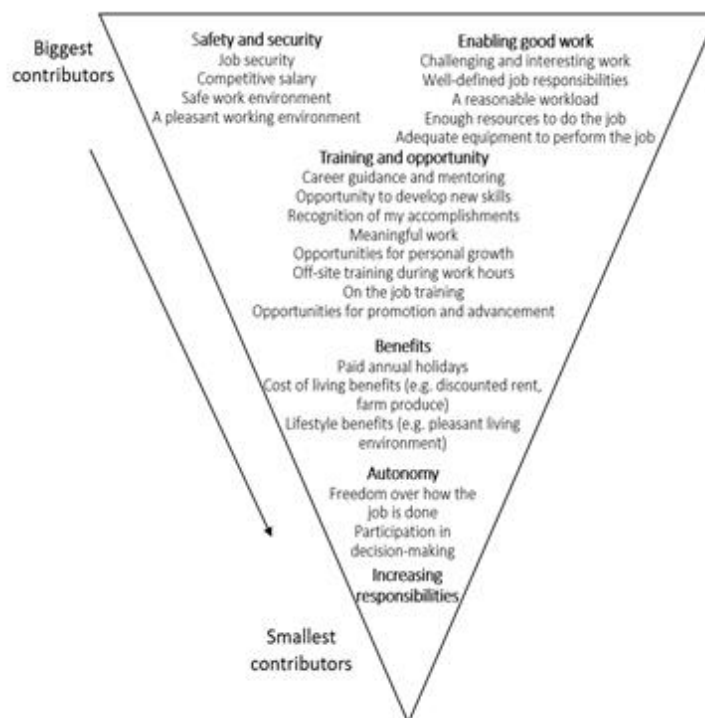 Biggest
contributors
Safety and security
Job security
Competitive salary
Safe work environment
A pleasant working environment
Enabling good work
Challenging and interesting work
Well-defined job responsibilities
A reasonable workload
Enough resources to do the job
Adequate equipment to perform the job
Training and opportunity
Career guidance and mentoring
Opportunity to develop new skills
Recognition of my accomplishments
Meaningful work
Opportunities for personal growth
Off-site training during work hours
On the job training
Opportunities for promotion and advancement
Benefits
Paid annual holidays
Cost of living benefits (e.g. discounted rent,
farm produce)
Lifestyle benefits (e.g. pleasant living
environment)
Autonomy
Freedom over how the
job is done
Participation in
decision-making
Increasing
responsibilities
Smallest
contributors